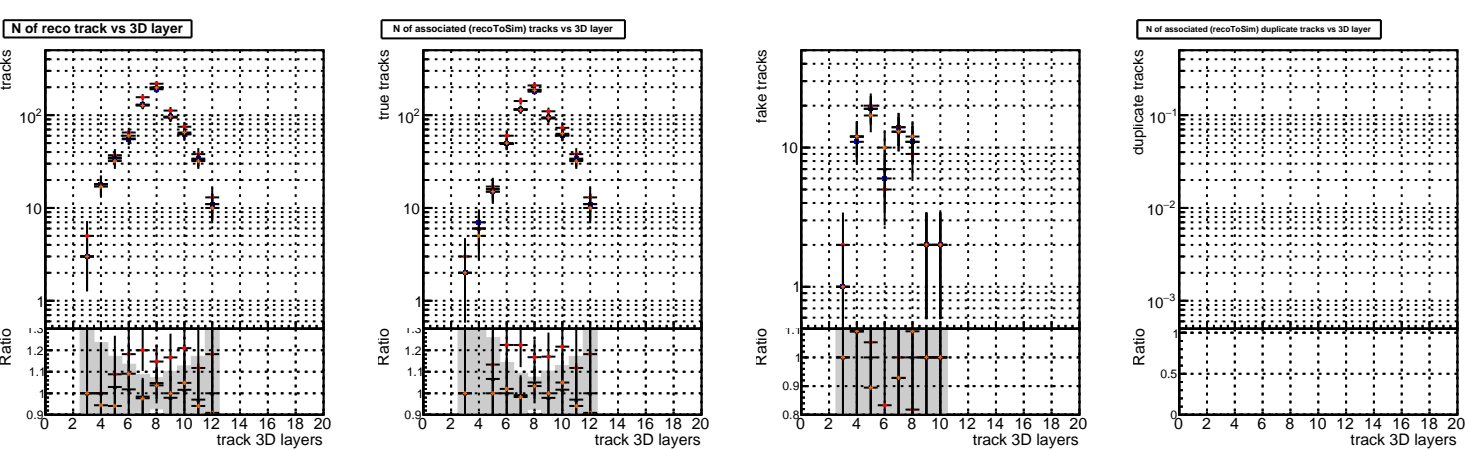 N of reco track vs 3D layer
tracks
10²
10
1
Ratio
1.3
1.2
1.1
1
0.9
0 2 4 6 8 10 12 14 16 18 20
track 3D layers
N of associated (recoToSim) tracks vs 3D layer
true tracks
10²
10
1
Ratio
1.3
1.2
1.1
1
0.9
0 2 4 6 8 10 12 14 16 18 20
track 3D layers
fake tracks
10
1
Ratio
1.1
1
0.9
0.8
0 2 4 6 8 10 12 14 16 18 20
track 3D layers
N of associated (recoToSim) duplicate tracks vs 3D layer
duplicate tracks
10⁻¹
10⁻²
10⁻³
Ratio
1
0.5
0
0 2 4 6 8 10 12 14 16 18 20
track 3D layers